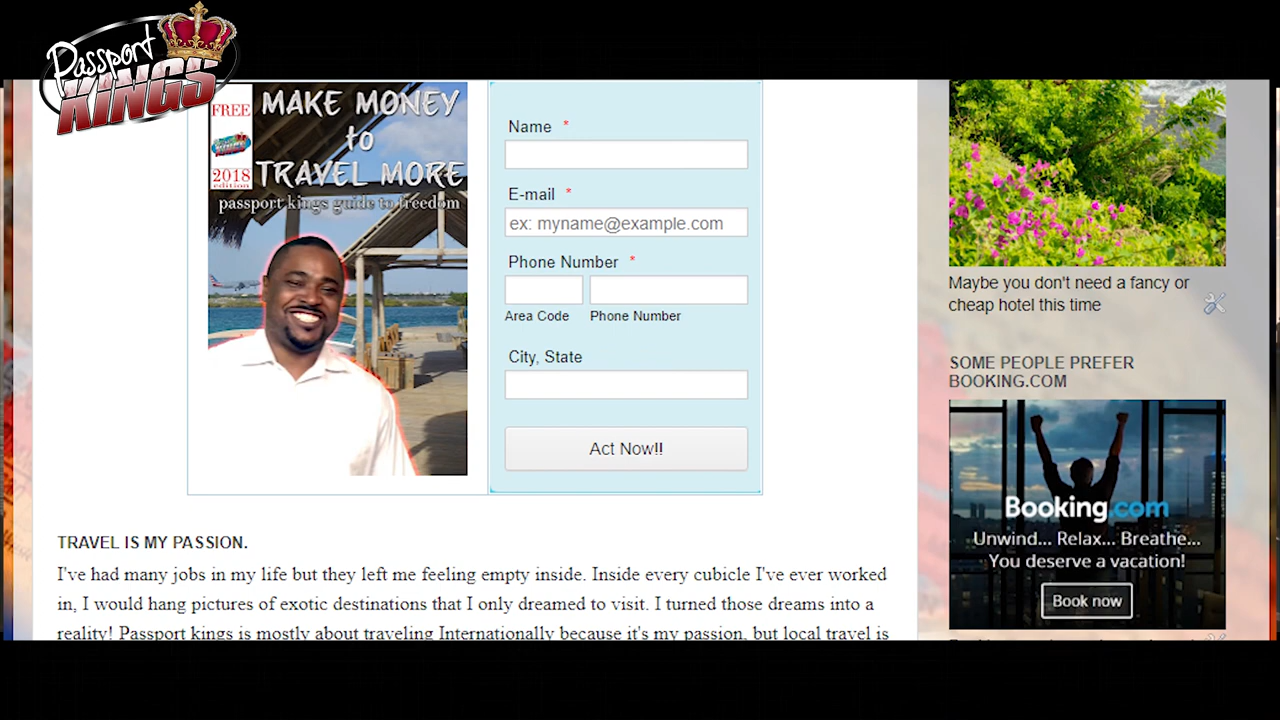 Passport
KINGS
FREE
2018
edition
MAKE MONEY
to
TRAVEL MORE
passport kings guide to freedom
Name *
E-mail *
ex: myname@example.com
Phone Number *
Area Code Phone Number
City, State
Act Now!!
TRAVEL IS MY PASSION.
I've had many jobs in my life but they left me feeling empty inside. Inside every cubicle I've ever worked
in, I would hang pictures of exotic destinations that I only dreamed to visit. I turned those dreams into a
reality! Passport kings is mostly about traveling Internationally because it's my passion, but local travel is
Maybe you don't need a fancy or
cheap hotel this time
SOME PEOPLE PREFER
BOOKING.COM
Booking.com
Unwind... Relax... Breathe...
You deserve a vacation!
Book now